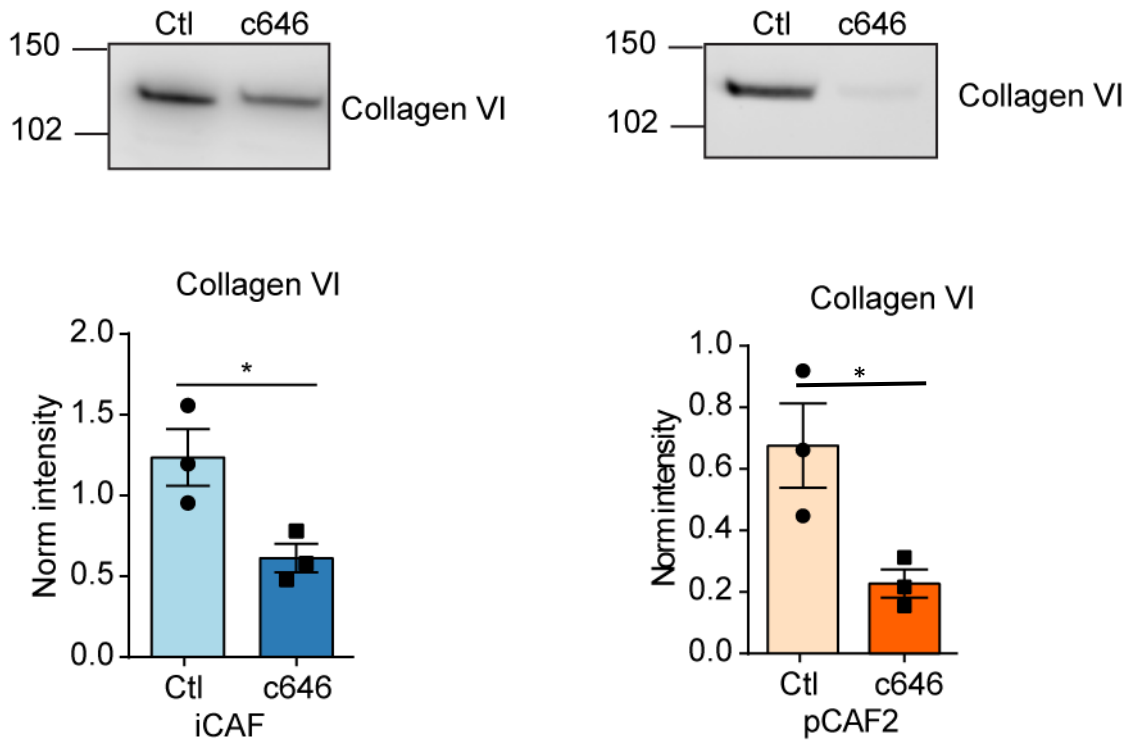 Ctl c646
150
102
Collagen VI
Ctl c646
150
102
Collagen VI
Collagen VI
2.0
1.5
1.0
0.5
0.0
Norm intensity
*
Ctl c646
iCAF
Collagen VI
1.0
0.8
0.6
0.4
0.2
0.0
Norm intensity
*
Ctl c646
pCAF2